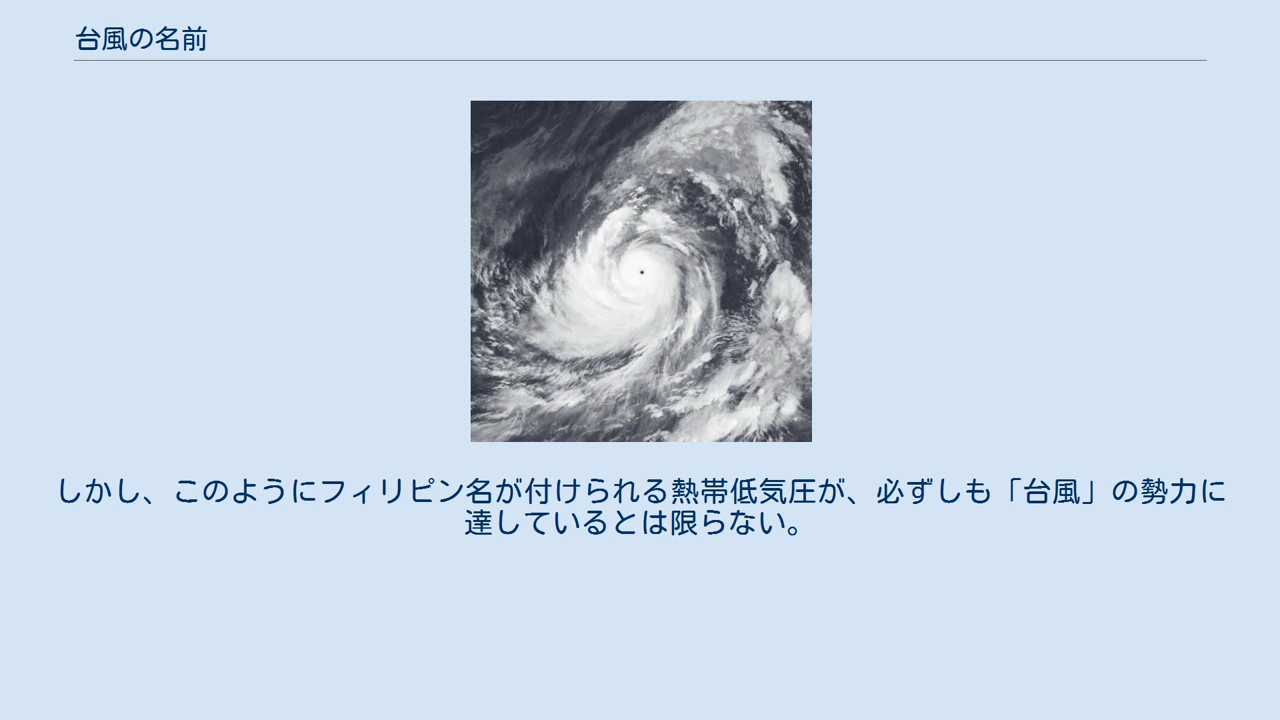 台風の名前
しかし、このようにフィリピン名が付けられる熱帯低気圧が、必ずしも「台風」の勢力に
達しているとは限らない。